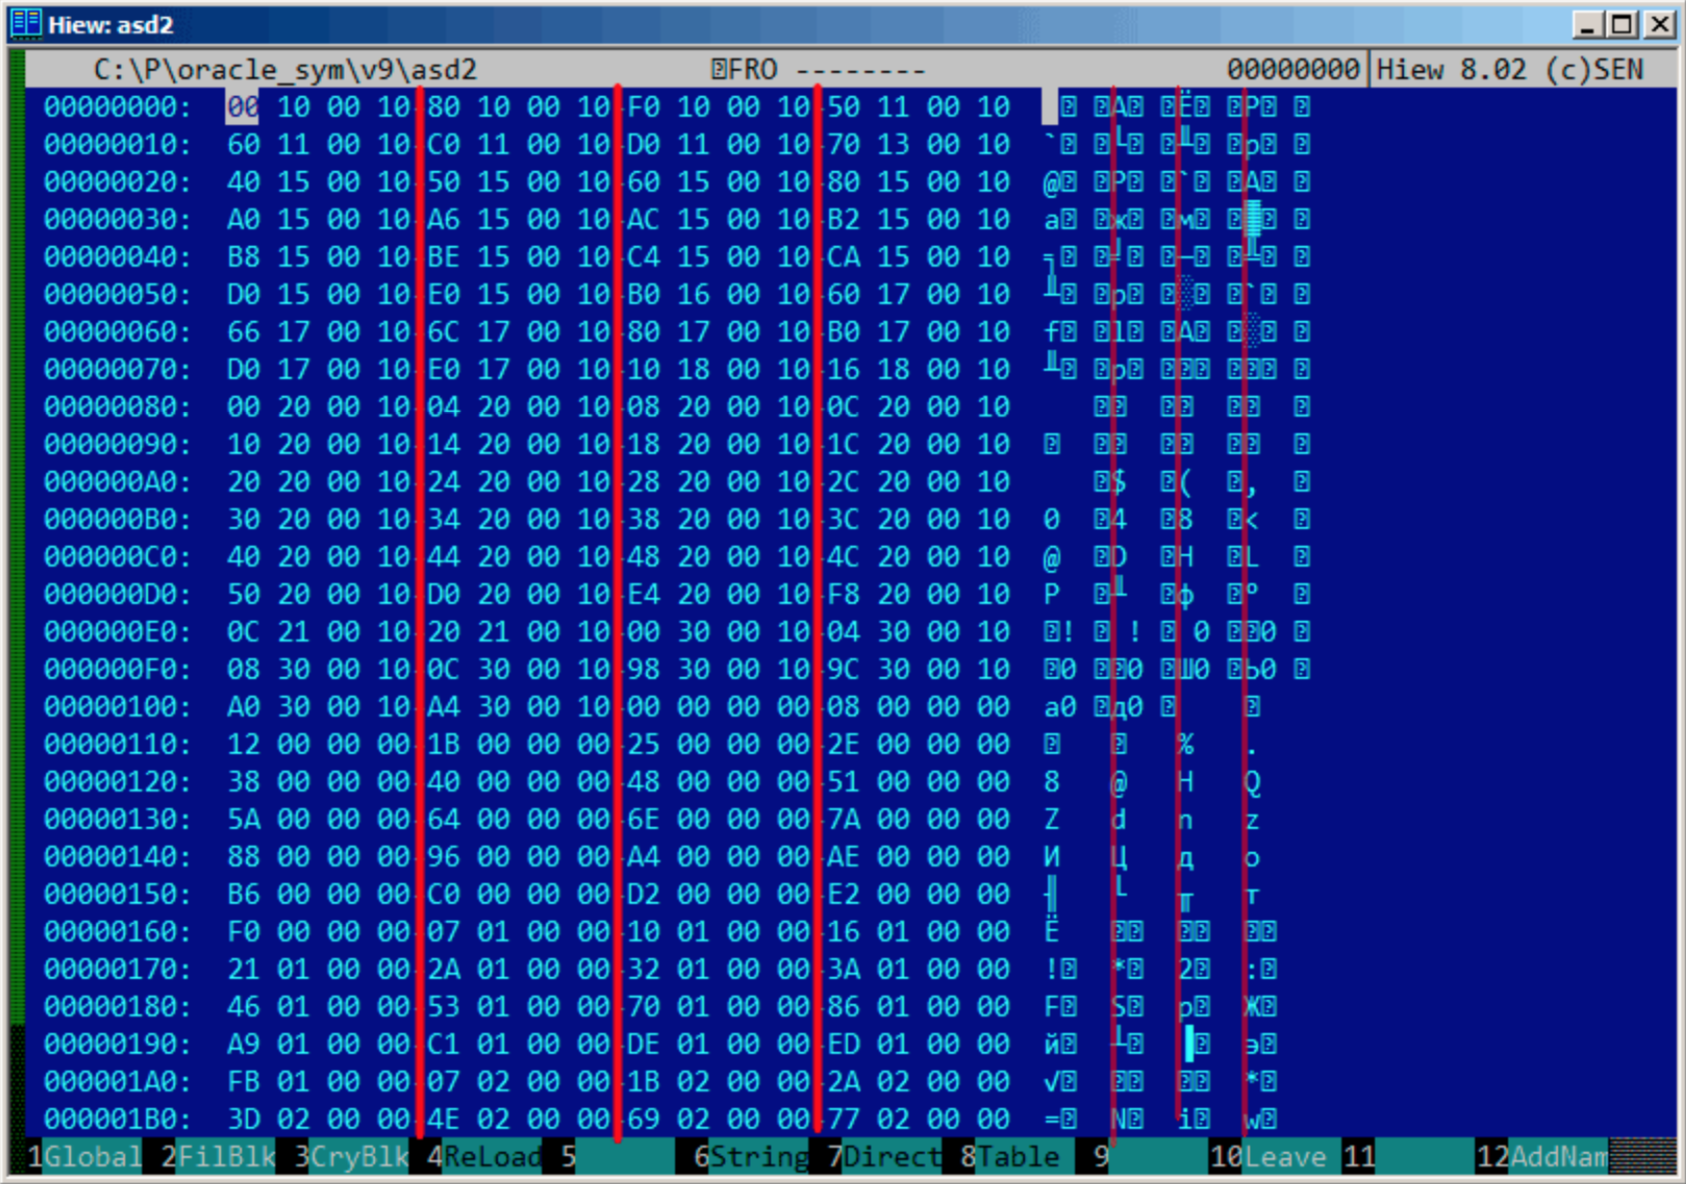 Hiew: asd2
C:\P\oracle_sym\v9\asd2 FRO -------- 00000000 Hiew 8.02 (c)SEN
00000000: 00 10 00 10-80 10 00 10-F0 10 00 10-50 11 00 10 А Ё P
00000010: 60 11 00 10-C0 11 00 10-D0 11 00 10-70 13 00 10 ` └ ╨ p
00000020: 40 15 00 10-50 15 00 10-60 15 00 10-80 15 00 10 @ P ` А
00000030: A0 15 00 10-A6 15 00 10-AC 15 00 10-B2 15 00 10 а ж м ▓
00000040: B8 15 00 10-BE 15 00 10-C4 15 00 10-CA 15 00 10 ╕ ╛ ─ ╩
00000050: D0 15 00 10-E0 15 00 10-B0 16 00 10-60 17 00 10 ╨ р ░ `
00000060: 66 17 00 10-6C 17 00 10-80 17 00 10-B0 17 00 10 f l А ░
00000070: D0 17 00 10-E0 17 00 10-10 18 00 10-16 18 00 10 ╨ р
00000080: 00 20 00 10-04 20 00 10-08 20 00 10-0C 20 00 10
00000090: 10 20 00 10-14 20 00 10-18 20 00 10-1C 20 00 10
000000A0: 20 20 00 10-24 20 00 10-28 20 00 10-2C 20 00 10 $ ( ,
000000B0: 30 20 00 10-34 20 00 10-38 20 00 10-3C 20 00 10 0 4 8 <
000000C0: 40 20 00 10-44 20 00 10-48 20 00 10-4C 20 00 10 @ D H L
000000D0: 50 20 00 10-D0 20 00 10-E4 20 00 10-F8 20 00 10 P ╨ ф °
000000E0: 0C 21 00 10-20 21 00 10-00 30 00 10-04 30 00 10 ! ! 0 0
000000F0: 08 30 00 10-0C 30 00 10-98 30 00 10-9C 30 00 10 0 0 Ш0 Ь0
00000100: A0 30 00 10-A4 30 00 10-00 00 00 00-08 00 00 00 а0 д0
00000110: 12 00 00 00-1B 00 00 00-25 00 00 00-2E 00 00 00 % .
00000120: 38 00 00 00-40 00 00 00-48 00 00 00-51 00 00 00 8 @ H Q
00000130: 5A 00 00 00-64 00 00 00-6E 00 00 00-7A 00 00 00 Z d n z
00000140: 88 00 00 00-96 00 00 00-A4 00 00 00-AE 00 00 00 И Ц д о
00000150: B6 00 00 00-C0 00 00 00-D2 00 00 00-E2 00 00 00 ╢ └ ╥ т
00000160: F0 00 00 00-07 01 00 00-10 01 00 00-16 01 00 00 Ё
00000170: 21 01 00 00-2A 01 00 00-32 01 00 00-3A 01 00 00 ! * 2 :
00000180: 46 01 00 00-53 01 00 00-70 01 00 00-86 01 00 00 F S p Ж
00000190: A9 01 00 00-C1 01 00 00-DE 01 00 00-ED 01 00 00 й ┴ ▐ э
000001A0: FB 01 00 00-07 02 00 00-1B 02 00 00-2A 02 00 00 √ *
000001B0: 3D 02 00 00-4E 02 00 00-69 02 00 00-77 02 00 00 = N i w
1Global 2FilBlk 3CryBlk 4ReLoad 5 6String 7Direct 8Table 9 10Leave 11 12AddNam